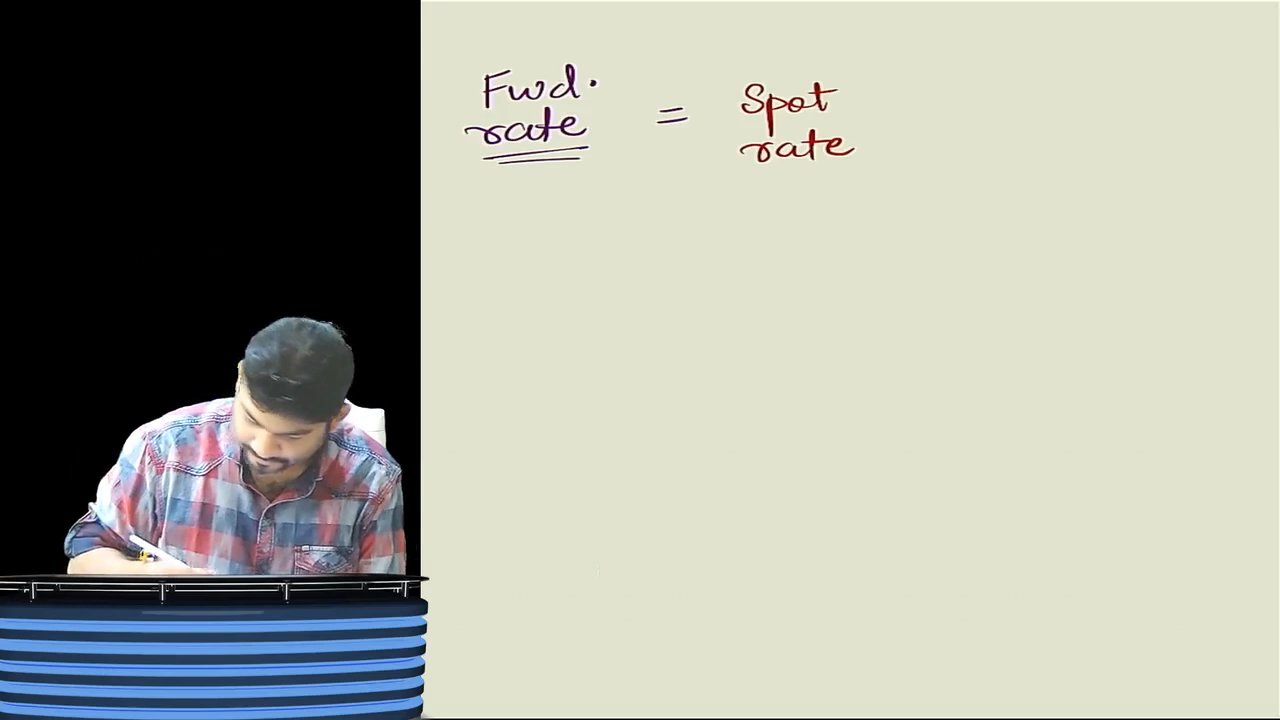 Fwd.
rate = Spot
rate